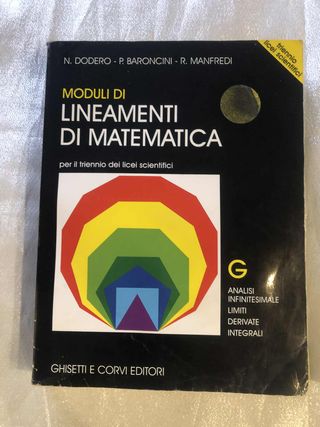 N. DODERO - P. BARONCINI - R. MANFREDI
triennio
licei scientifici
MODULI DI
LINEAMENTI
DI MATEMATICA
per il triennio dei licei scientifici
G
ANALISI
INFINITESIMALE
LIMITI
DERIVATE
INTEGRALI
GHISETTI E CORVI EDITORI